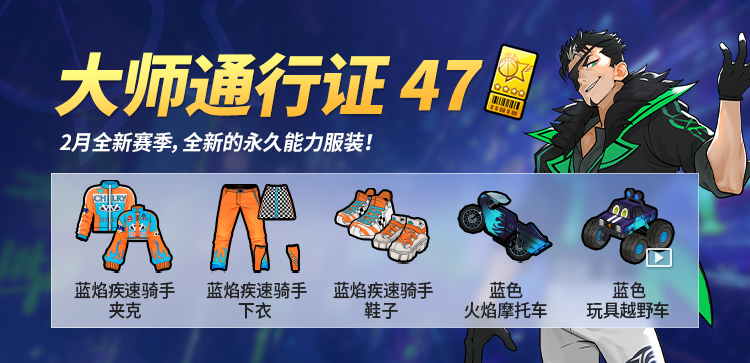 大师通行证 47
2月全新赛季, 全新的永久能力服装!
蓝焰疾速骑手
夹克
蓝焰疾速骑手
下衣
蓝焰疾速骑手
鞋子
蓝色
火焰摩托车
蓝色
玩具越野车